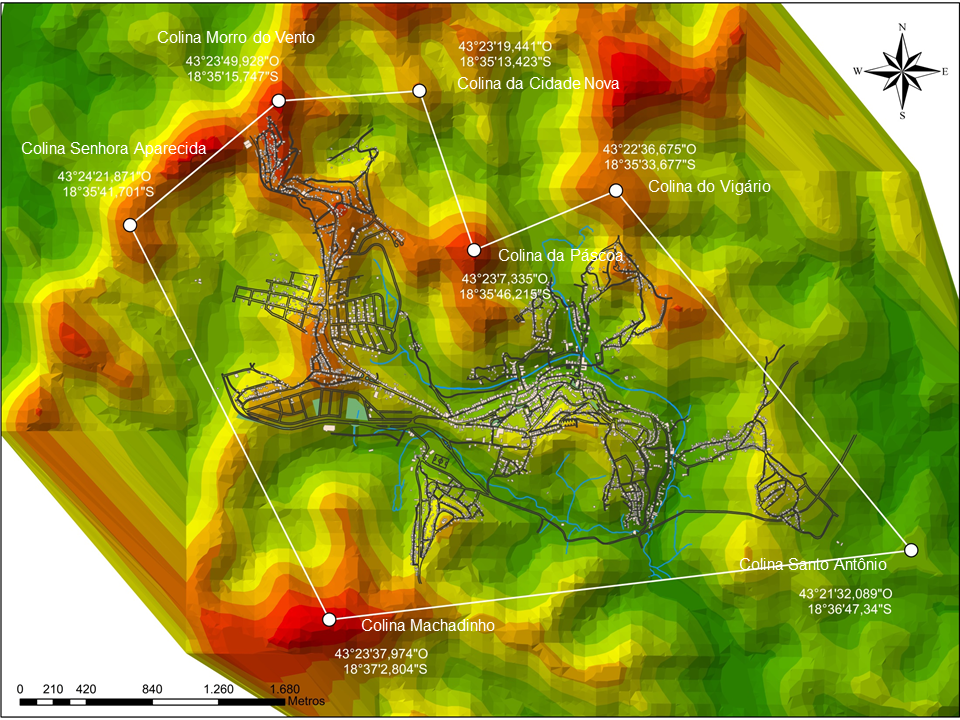 Colina Morro do Vento
43°23'49,928"O
18°35'15,747"S
43°23'19,441"O
18°35'13,423"S
Colina da Cidade Nova
N
W
E
S
Colina Senhora Aparecida
43°24'21,871"O
18°35'41,701"S
43°22'36,675"O
18°35'33,677"S
Colina do Vigário
Colina da Páscoa
43°23'7,335"O
18°35'46,215"S
Colina Santo Antônio
43°21'32,089"O
18°36'47,34"S
Colina Machadinho
43°23'37,974"O
18°37'2,804"S
0 210 420 840 1.260 1.680
Metros